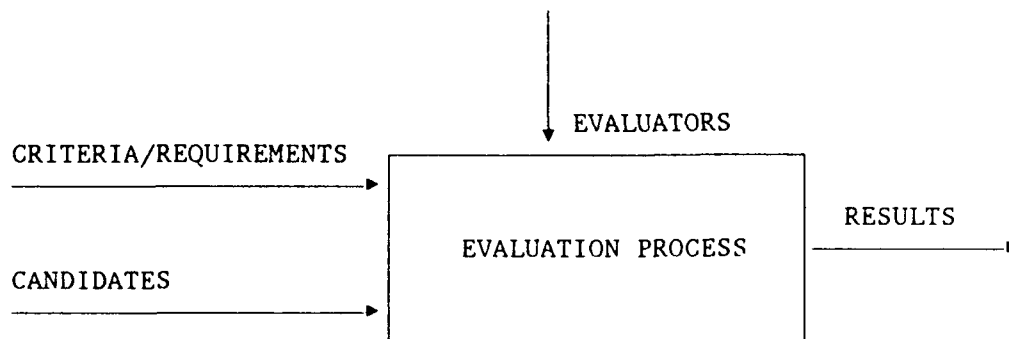 EVALUATORS
CRITERIA/REQUIREMENTS
RESULTS
EVALUATION PROCESS
CANDIDATES